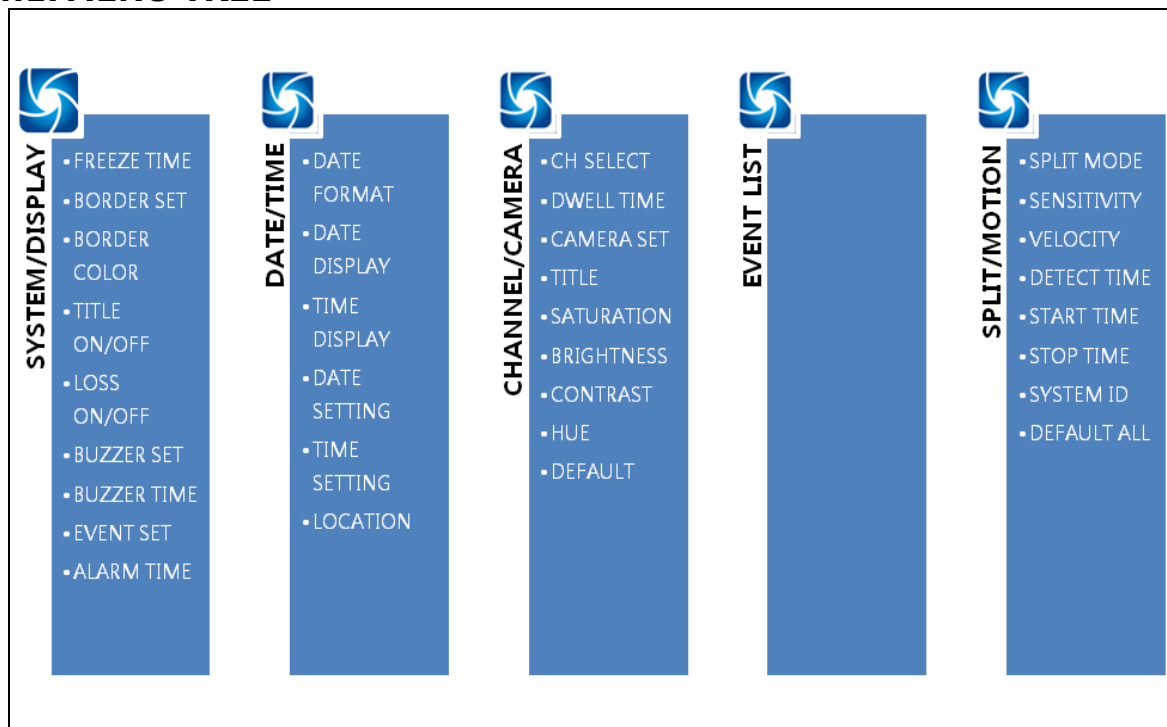 SYSTEM/DISPLAY
•FREEZE TIME
•BORDER SET
•BORDER
COLOR
•TITLE
ON/OFF
•LOSS
ON/OFF
•BUZZER SET
•BUZZER TIME
•EVENT SET
•ALARM TIME
DATE/TIME
•DATE
FORMAT
•DATE
DISPLAY
•TIME
DISPLAY
•DATE
SETTING
•TIME
SETTING
•LOCATION
CHANNEL/CAMERA
•CH SELECT
•DWELL TIME
•CAMERA SET
•TITLE
•SATURATION
•BRIGHTNESS
•CONTRAST
•HUE
•DEFAULT
EVENT LIST
SPLIT/MOTION
•SPLIT MODE
•SENSITIVITY
•VELOCITY
•DETECT TIME
•START TIME
•STOP TIME
•SYSTEM ID
•DEFAULT ALL